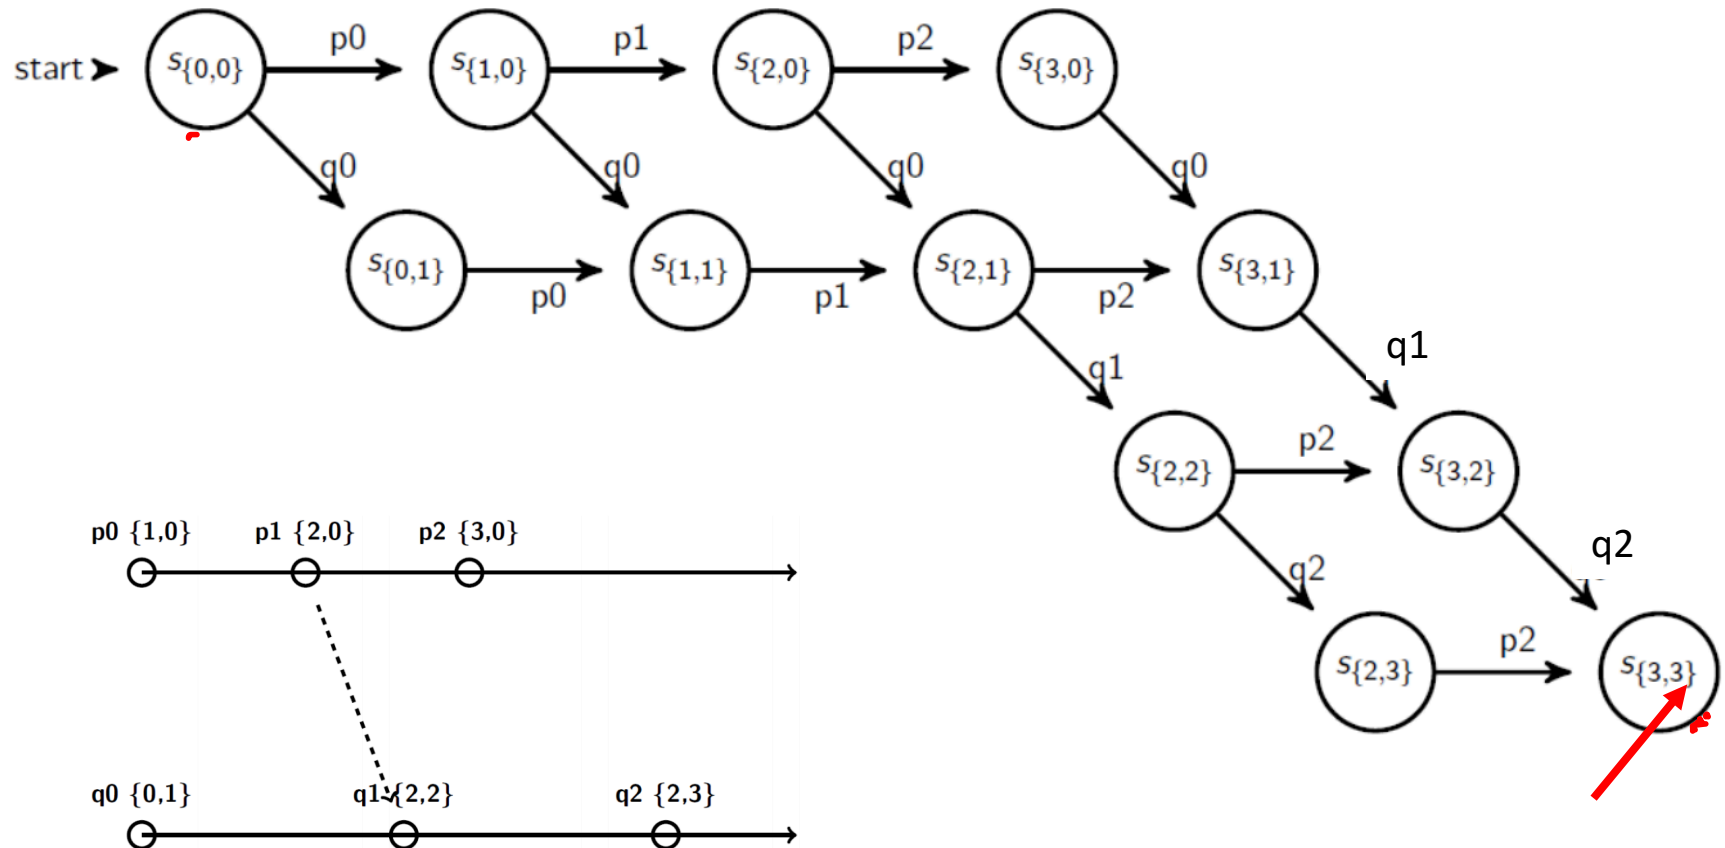 start
s{0,0} p0 s{1,0} p1 s{2,0} p2 s{3,0}
q0 q0 q0 q0
s{0,1} p0 s{1,1} p1 s{2,1} p2 s{3,1}
q1 q1
s{2,2} p2 s{3,2}
q2 q2
s{2,3} p2 s{3,3}
p0 {1,0} p1 {2,0} p2 {3,0}
q0 {0,1} q1 {2,2} q2 {2,3}